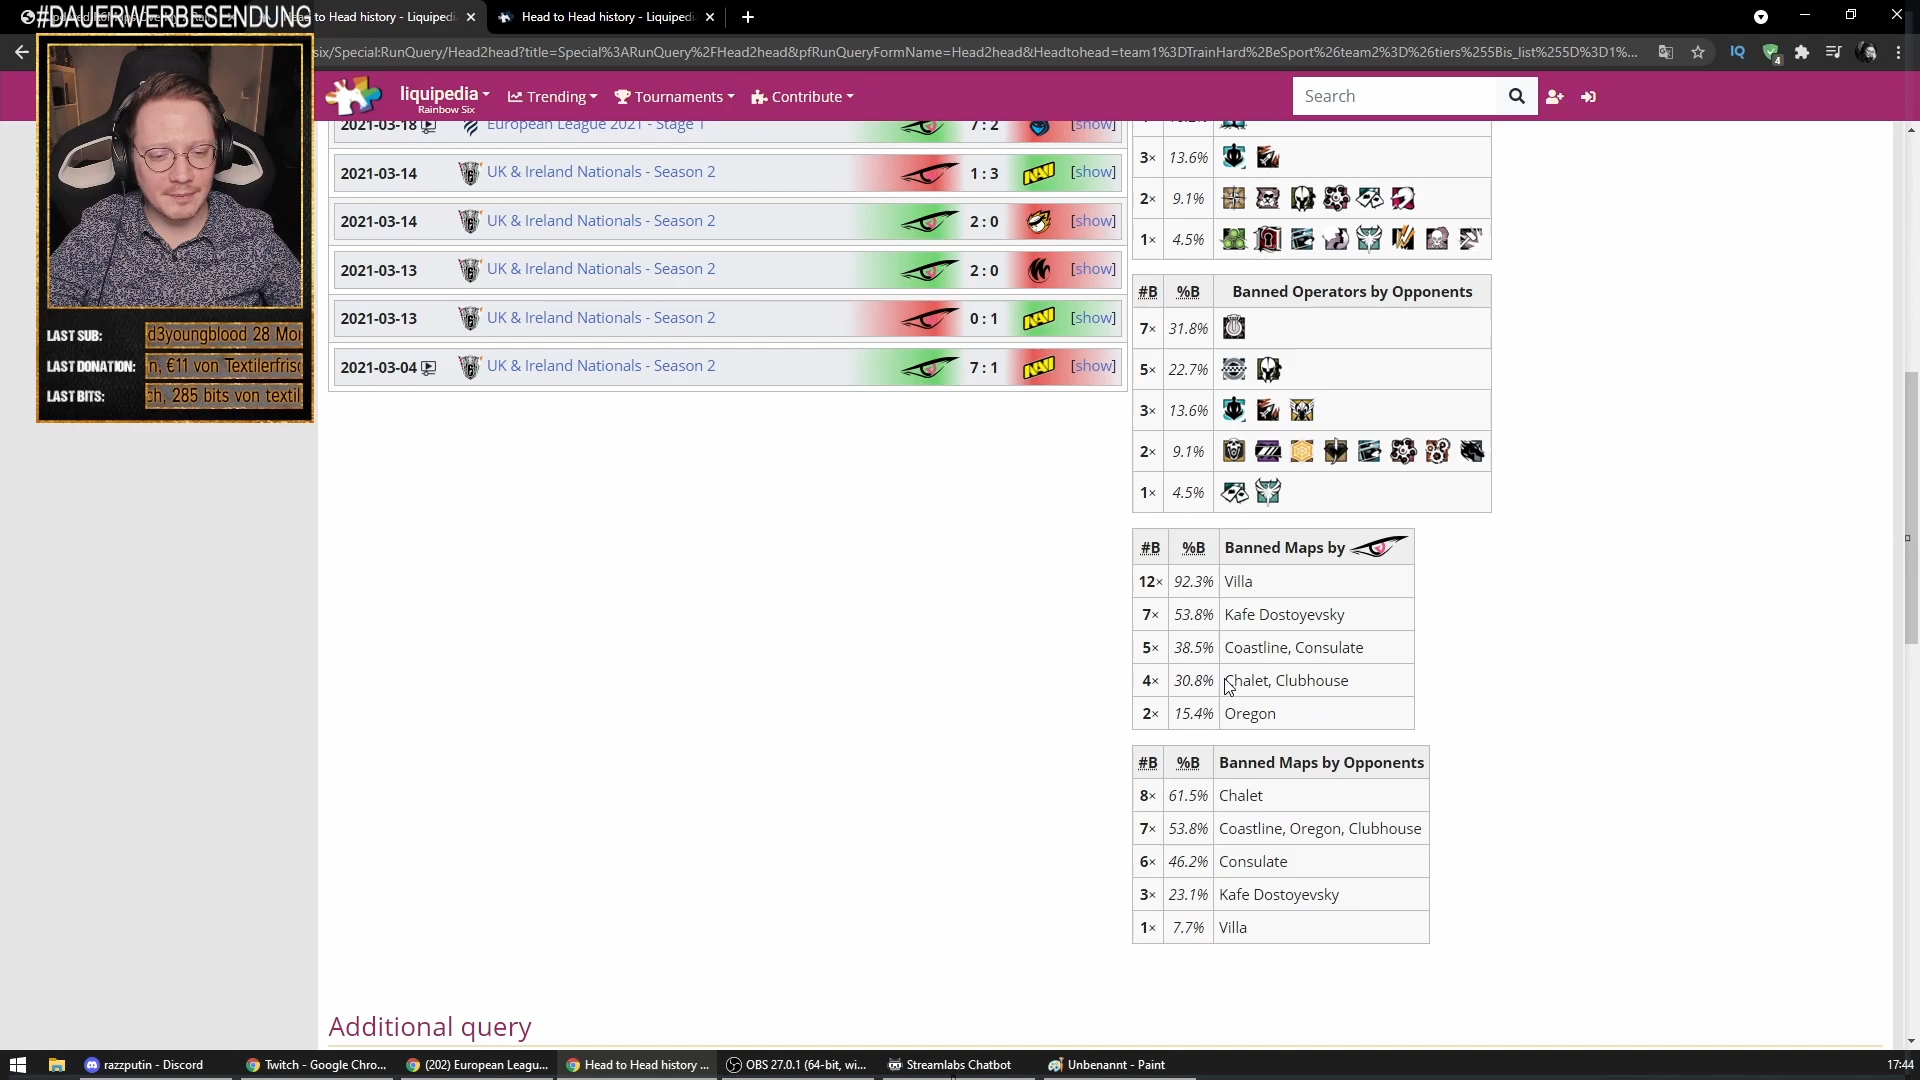 #DAUERWERBESENDUNG
to Head history - Liquipedi
Head to Head history - Liquipedi
six/Special:RunQuery/Head2head?title=Special%3ARunQuery%2FHead2head&pfRunQueryFormName=Head2head&Headtohead=team1%3DTrainHard%2BeSport%26team2%3D%26tiers%255Bis_list%255D%3D1%...
IQ
4
liquipedia
Rainbow Six
Trending
Tournaments
Contribute
Search
2021-03-18 European League 2021 - Stage 1 7 : 2 [show]
2021-03-14 UK & Ireland Nationals - Season 2 1 : 3 NAVI [show]
2021-03-14 UK & Ireland Nationals - Season 2 2 : 0 [show]
2021-03-13 UK & Ireland Nationals - Season 2 2 : 0 [show]
2021-03-13 UK & Ireland Nationals - Season 2 0 : 1 NAVI [show]
2021-03-04 UK & Ireland Nationals - Season 2 7 : 1 NAVI [show]
LAST SUB: d3youngblood 28 Mo
LAST DONATION: n, €11 von Textilerfris
LAST BITS: ch, 285 bits von textil
3× 13.6%
2× 9.1%
1× 4.5%
#B %B Banned Operators by Opponents
7× 31.8%
5× 22.7%
3× 13.6%
2× 9.1%
1× 4.5%
#B %B Banned Maps by
12× 92.3% Villa
7× 53.8% Kafe Dostoyevsky
5× 38.5% Coastline, Consulate
4× 30.8% Chalet, Clubhouse
2× 15.4% Oregon
#B %B Banned Maps by Opponents
8× 61.5% Chalet
7× 53.8% Coastline, Oregon, Clubhouse
6× 46.2% Consulate
3× 23.1% Kafe Dostoyevsky
1× 7.7% Villa
Additional query
razzputin - Discord
Twitch - Google Chro...
(202) European Leagu...
Head to Head history ...
OBS 27.0.1 (64-bit, wi...
Streamlabs Chatbot
Unbenannt - Paint
17:44